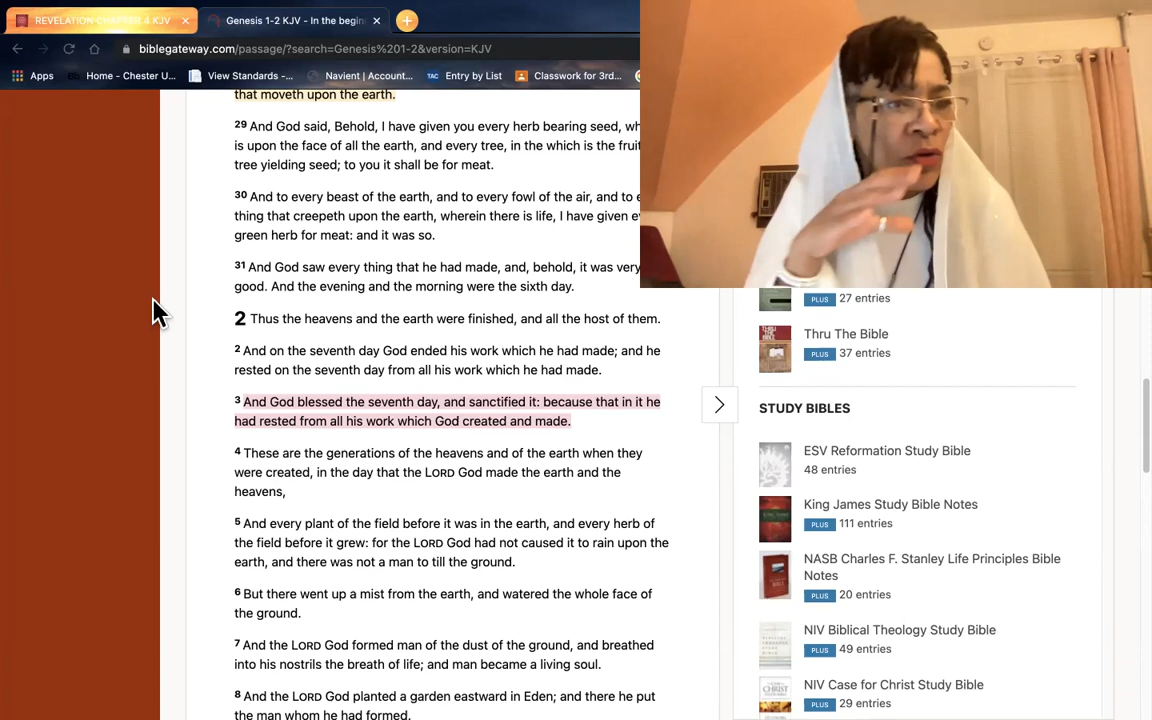 REVELATION CHAPTER 4 KJV
Genesis 1-2 KJV - In the begin
biblegateway.com/passage/?search=Genesis%201-2&version=KJV
Apps
Home - Chester U...
View Standards -...
Navient | Account...
TAC Entry by List
Classwork for 3rd...
that moveth upon the earth.
29 And God said, Behold, I have given you every herb bearing seed,
is upon the face of all the earth, and every tree, in the which is the fruit
tree yielding seed; to you it shall be for meat.
30 And to every beast of the earth, and to every fowl of the air, and to
thing that creepeth upon the earth, wherein there is life, I have given
green herb for meat: and it was so.
31 And God saw every thing that he had made, and, behold, it was very
good. And the evening and the morning were the sixth day.
2 Thus the heavens and the earth were finished, and all the host of them.
2 And on the seventh day God ended his work which he had made; and he
rested on the seventh day from all his work which he had made.
3 And God blessed the seventh day, and sanctified it: because that in it he
had rested from all his work which God created and made.
4 These are the generations of the heavens and of the earth when they
were created, in the day that the LORD God made the earth and the
heavens,
5 And every plant of the field before it was in the earth, and every herb of
the field before it grew: for the LORD God had not caused it to rain upon the
earth, and there was not a man to till the ground.
6 But there went up a mist from the earth, and watered the whole face of
the ground.
7 And the LORD God formed man of the dust of the ground, and breathed
into his nostrils the breath of life; and man became a living soul.
8 And the LORD God planted a garden eastward in Eden; and there he put
the man whom he had formed.
PLUS 27 entries
Thru The Bible
PLUS 37 entries
STUDY BIBLES
ESV Reformation Study Bible
48 entries
King James Study Bible Notes
PLUS 111 entries
NASB Charles F. Stanley Life Principles Bible
Notes
PLUS 20 entries
NIV Biblical Theology Study Bible
PLUS 49 entries
NIV Case for Christ Study Bible
PLUS 29 entries